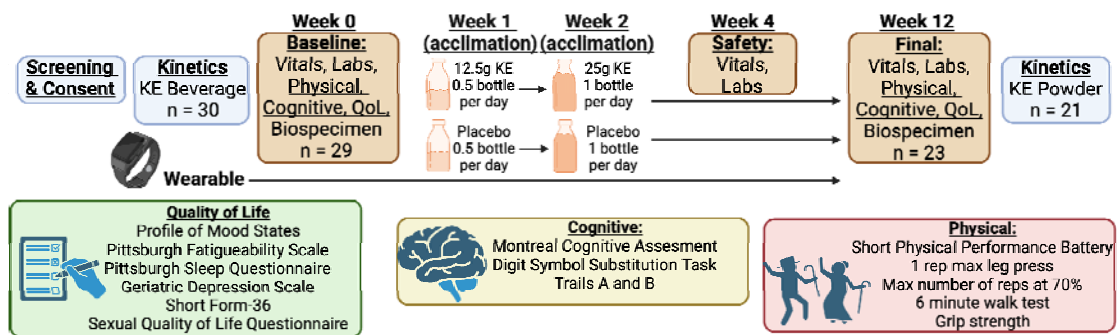 Screening
& Consent
Kinetics
KE Beverage
n = 30
Week 0
Baseline:
Vitals, Labs,
Physical,
Cognitive, QoL,
Biospecimen
n = 29
Week 1
(acclimation)
12.5g KE
0.5 bottle
per day
Placebo
0.5 bottle
per day
Week 2
(acclimation)
25g KE
1 bottle
per day
Placebo
1 bottle
per day
Week 4
Safety:
Vitals,
Labs
Week 12
Final:
Vitals, Labs,
Physical,
Cognitive, QoL,
Biospecimen
n = 23
Kinetics
KE Powder
n = 21
Wearable
Quality of Life
Profile of Mood States
Pittsburgh Fatigueability Scale
Pittsburgh Sleep Questionnaire
Geriatric Depression Scale
Short Form-36
Sexual Quality of Life Questionnaire
Cognitive:
Montreal Cognitive Assesment
Digit Symbol Substitution Task
Trails A and B
Physical:
Short Physical Performance Battery
1 rep max leg press
Max number of reps at 70%
6 minute walk test
Grip strength